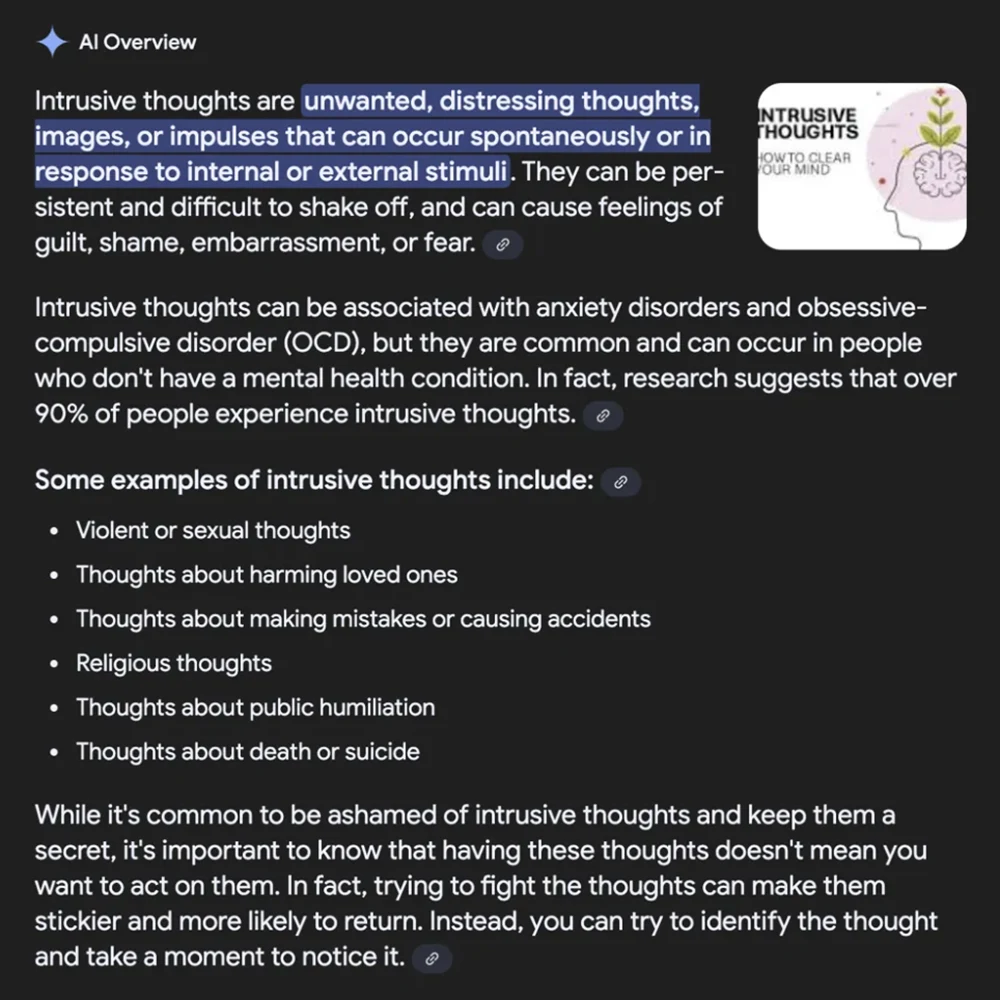 AI Overview
Intrusive thoughts are unwanted, distressing thoughts,
images, or impulses that can occur spontaneously or in
response to internal or external stimuli. They can be per-
sistent and difficult to shake off, and can cause feelings of
guilt, shame, embarrassment, or fear.
INTRUSIVE
THOUGHTS
HOW TO CLEAR
YOUR MIND
Intrusive thoughts can be associated with anxiety disorders and obsessive-
compulsive disorder (OCD), but they are common and can occur in people
who don't have a mental health condition. In fact, research suggests that over
90% of people experience intrusive thoughts.
Some examples of intrusive thoughts include:
• Violent or sexual thoughts
• Thoughts about harming loved ones
• Thoughts about making mistakes or causing accidents
• Religious thoughts
• Thoughts about public humiliation
• Thoughts about death or suicide
While it's common to be ashamed of intrusive thoughts and keep them a
secret, it's important to know that having these thoughts doesn't mean you
want to act on them. In fact, trying to fight the thoughts can make them
stickier and more likely to return. Instead, you can try to identify the thought
and take a moment to notice it.